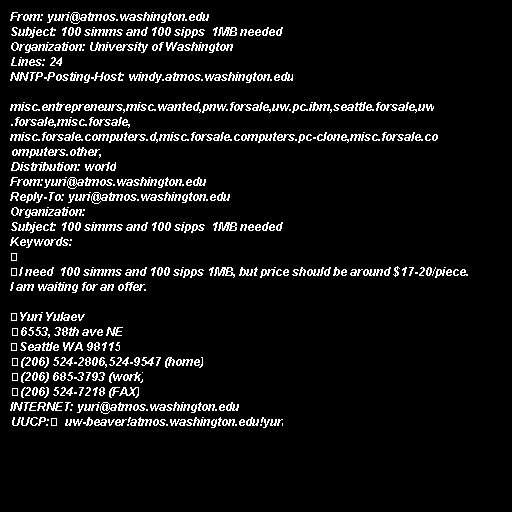 From: yuri@atmos.washington.edu
Subject: 100 simms and 100 sipps  1MB needed
Organization: University of Washington
Lines: 24
NNTP-Posting-Host: windy.atmos.washington.edu
misc.entrepreneurs,misc.wanted,pnw.forsale,uw.pc.ibm,seattle.forsale,uw
.forsale,misc.forsale,
misc.forsale.computers.d,misc.forsale.computers.pc-clone,misc.forsale.co
omputers.other,
Distribution: world
From:yuri@atmos.washington.edu
Reply-To: yuri@atmos.washington.edu
Organization:
Subject: 100 simms and 100 sipps  1MB needed
Keywords:
I need  100 simms and 100 sipps 1MB, but price should be around $17-20/piece.
I am waiting for an offer.
Yuri Yulaev
6553, 38th ave NE
Seattle WA 98115
(206) 524-2806,524-9547 (home)
(206) 685-3793 (work)
(206) 524-7218 (FAX)
INTERNET: yuri@atmos.washington.edu
UUCP:  uw-beaver!atmos.washington.edu!yuri